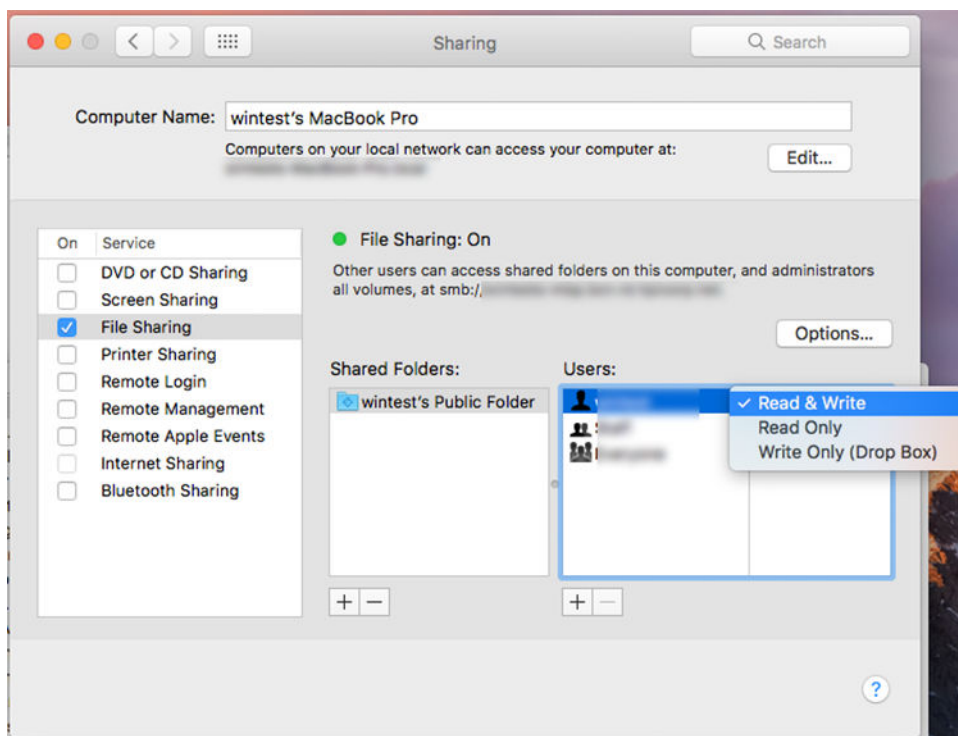 Sharing
Search
Computer Name: wintest's MacBook Pro
Computers on your local network can access your computer at:
Edit...
On Service
DVD or CD Sharing
Screen Sharing
File Sharing
Printer Sharing
Remote Login
Remote Management
Remote Apple Events
Internet Sharing
Bluetooth Sharing
File Sharing: On
Other users can access shared folders on this computer, and administrators
all volumes, at smb:/
Options...
Shared Folders:
wintest's Public Folder
Users:
Read & Write
Read Only
Write Only (Drop Box)
+ −
+ −
?